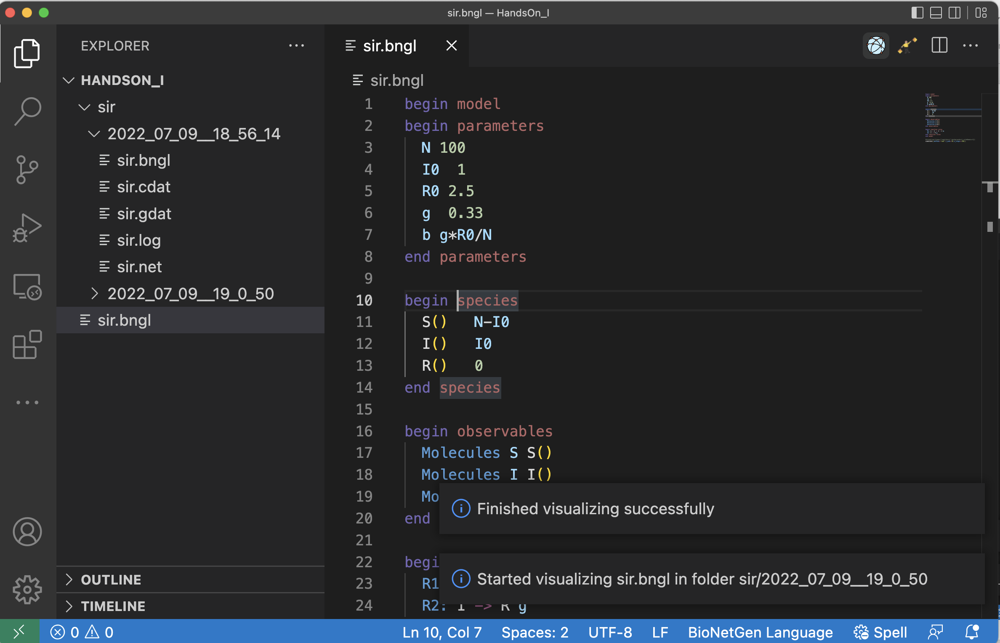 sir.bngl — HandsOn_I
EXPLORER
HANDSON_I
sir
2022_07_09__18_56_14
sir.bngl
sir.cdat
sir.gdat
sir.log
sir.net
2022_07_09__19_0_50
sir.bngl
OUTLINE
TIMELINE
sir.bngl
sir.bngl
1 begin model
2 begin parameters
3 N 100
4 I0 1
5 R0 2.5
6 g 0.33
7 b g*R0/N
8 end parameters
9
10 begin species
11 S() N-I0
12 I() I0
13 R() 0
14 end species
15
16 begin observables
17 Molecules S S()
18 Molecules I I()
19 Mo
20 end
21
22 begi
23 R1
24 R2: I -> R g
Finished visualizing successfully
Started visualizing sir.bngl in folder sir/2022_07_09__19_0_50
0 0 Ln 10, Col 7 Spaces: 2 UTF-8 LF BioNetGen Language Spell